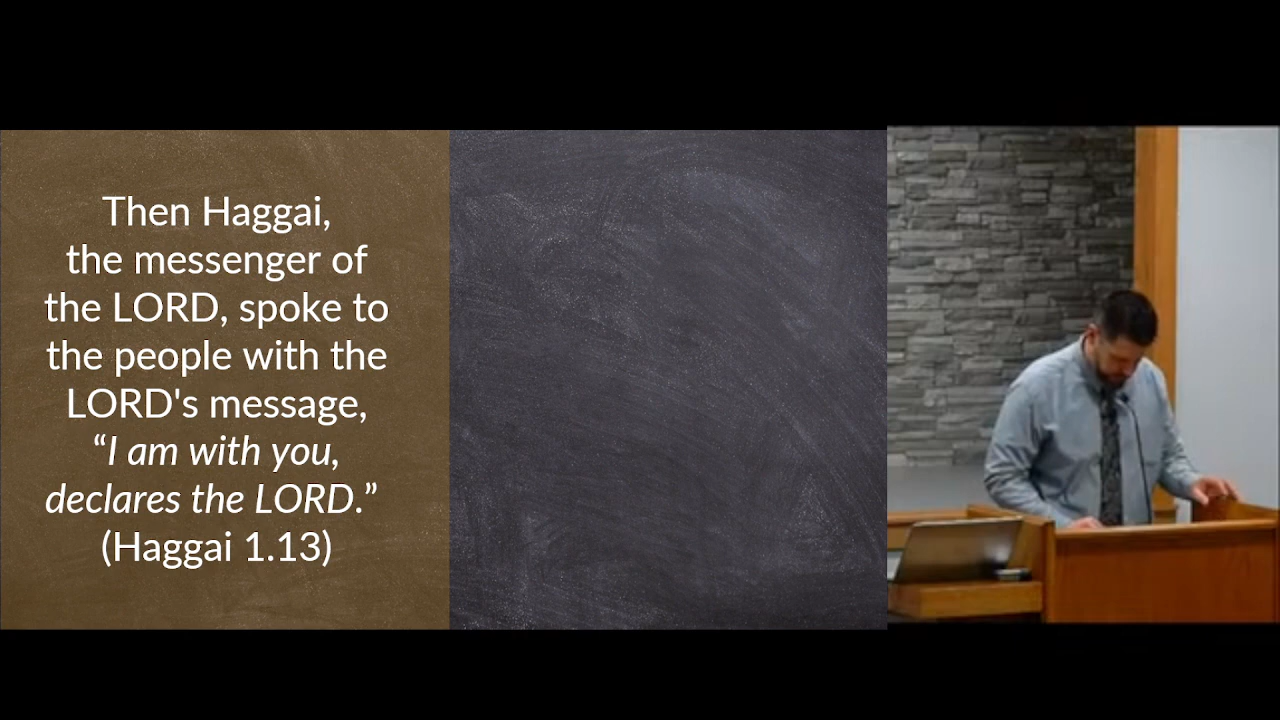 Then Haggai,
the messenger of
the LORD, spoke to
the people with the
LORD's message,
“I am with you,
declares the LORD.”
(Haggai 1.13)